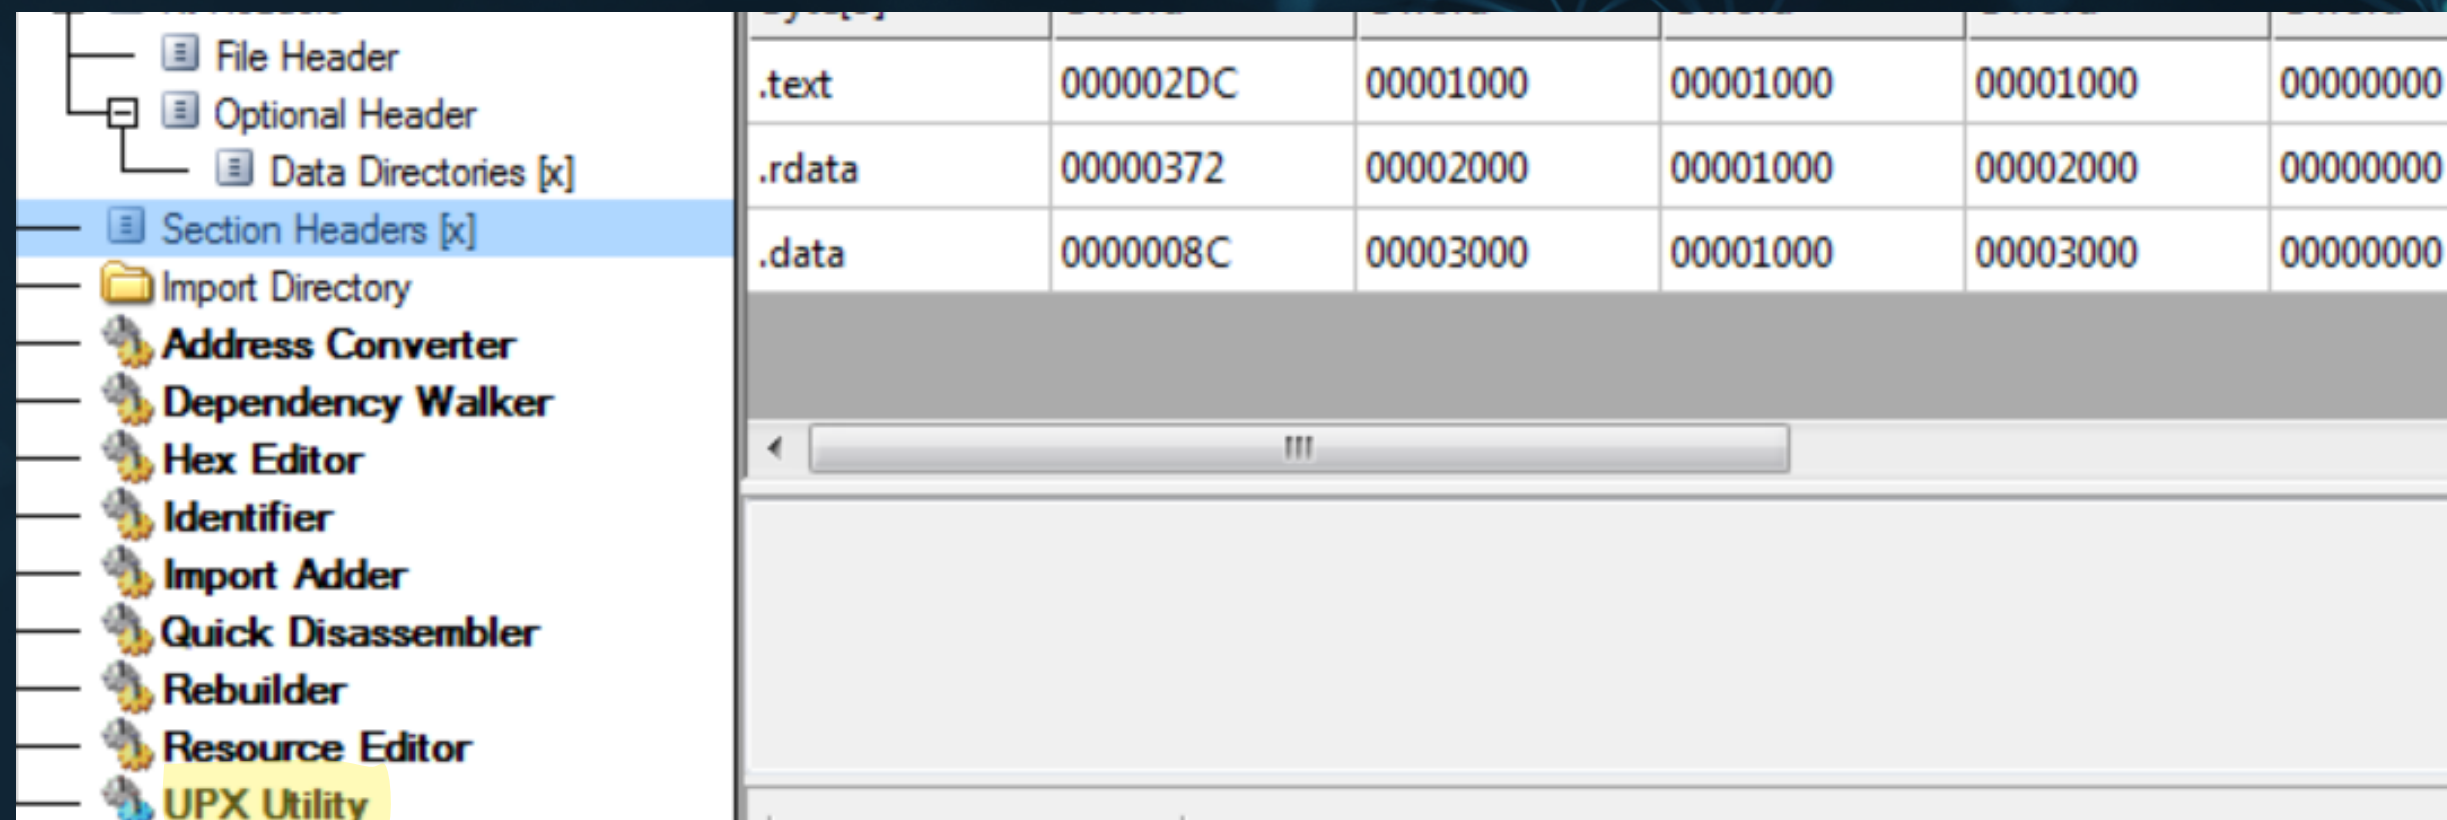 File Header
Optional Header
Data Directories [x]
Section Headers [x]
Import Directory
Address Converter
Dependency Walker
Hex Editor
Identifier
Import Adder
Quick Disassembler
Rebuilder
Resource Editor
UPX Utility
.text 000002DC 00001000 00001000 00001000 00000000
.rdata 00000372 00002000 00001000 00002000 00000000
.data 0000008C 00003000 00001000 00003000 00000000